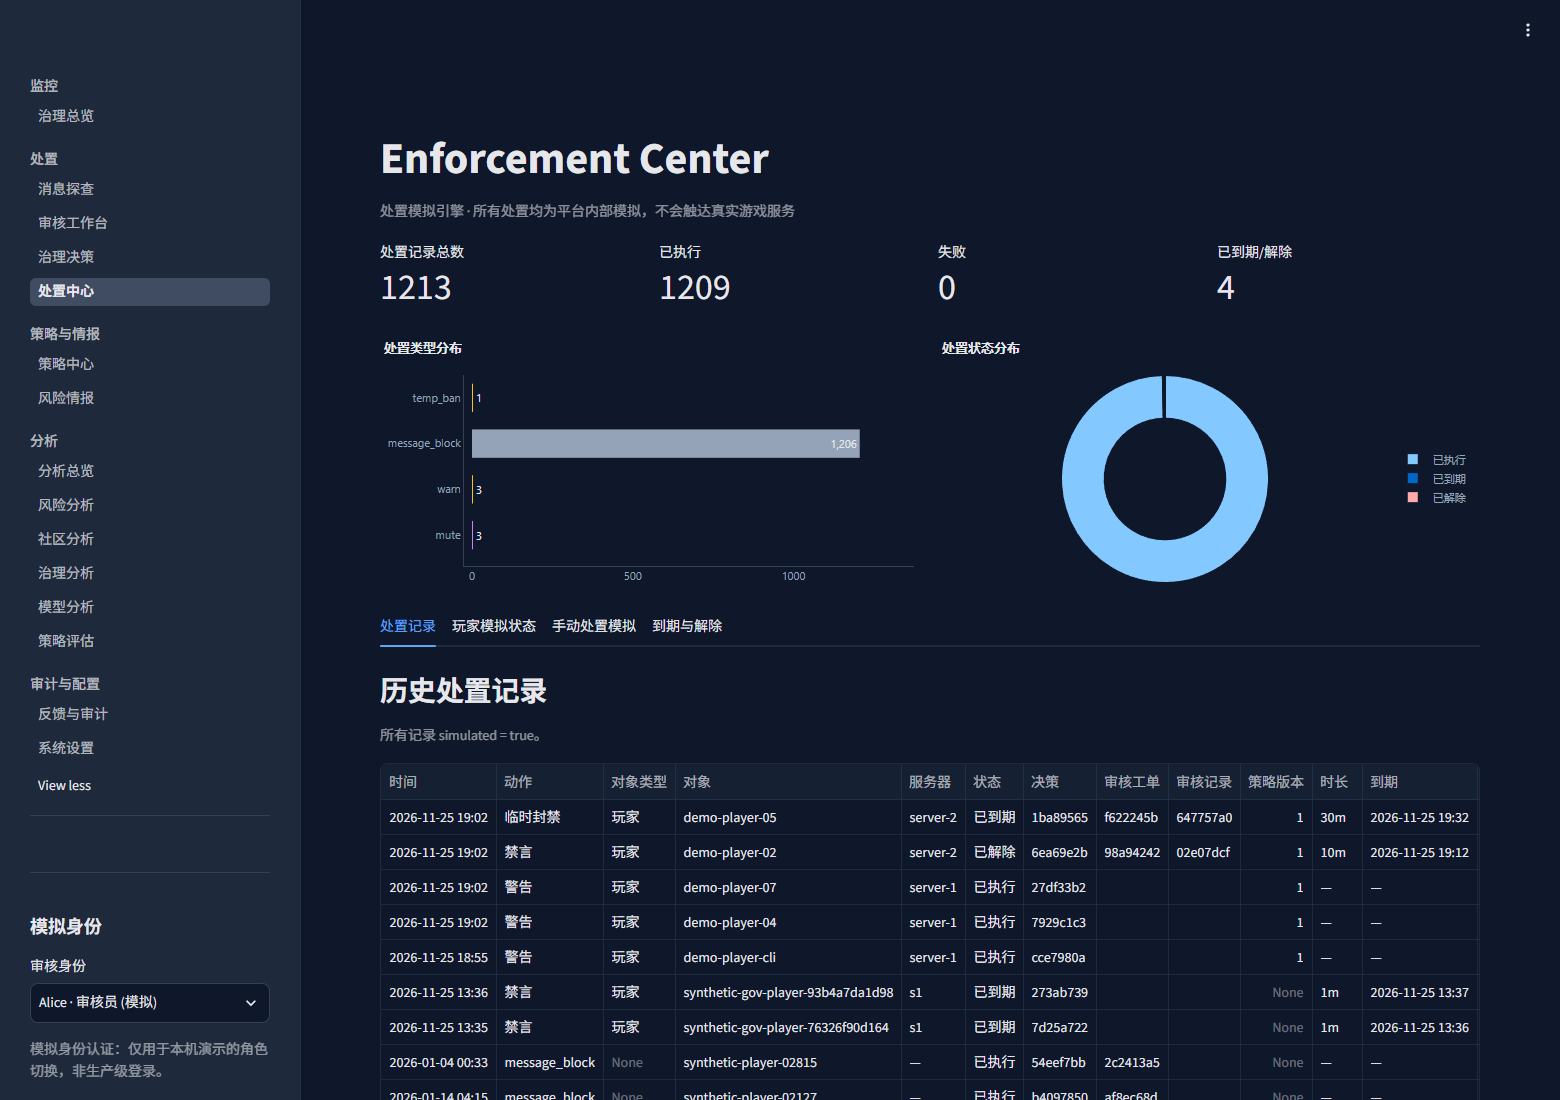 监控
治理总览
处置
消息探查
审核工作台
治理决策
处置中心
策略与情报
策略中心
风险情报
分析
分析总览
风险分析
社区分析
治理分析
模型分析
策略评估
审计与配置
反馈与审计
系统设置
View less
模拟身份
审核身份
Alice · 审核员 (模拟)
模拟身份认证：仅用于本机演示的角色
切换，非生产级登录。
Enforcement Center
处置模拟引擎 · 所有处置均为平台内部模拟，不会触达真实游戏服务
处置记录总数 已执行 失败 已到期/解除
1213 1209 0 4
处置类型分布
temp_ban 1
message_block 1,206
warn 3
mute 3
0 500 1000
处置状态分布
已执行
已到期
已解除
处置记录 玩家模拟状态 手动处置模拟 到期与解除
历史处置记录
所有记录 simulated = true。
时间 动作 对象类型 对象 服务器 状态 决策 审核工单 审核记录 策略版本 时长 到期
2026-11-25 19:02 临时封禁 玩家 demo-player-05 server-2 已到期 1ba89565 f622245b 647757a0 1 30m 2026-11-25 19:32
2026-11-25 19:02 禁言 玩家 demo-player-02 server-2 已解除 6ea69e2b 98a94242 02e07dcf 1 10m 2026-11-25 19:12
2026-11-25 19:02 警告 玩家 demo-player-07 server-1 已执行 27df33b2 1 — —
2026-11-25 19:02 警告 玩家 demo-player-04 server-1 已执行 7929c1c3 1 — —
2026-11-25 18:55 警告 玩家 demo-player-cli server-1 已执行 cce7980a 1 — —
2026-11-25 13:36 禁言 玩家 synthetic-gov-player-93b4a7da1d98 s1 已到期 273ab739 None 1m 2026-11-25 13:37
2026-11-25 13:35 禁言 玩家 synthetic-gov-player-76326f90d164 s1 已到期 7d25a722 None 1m 2026-11-25 13:36
2026-01-04 00:33 message_block None synthetic-player-02815 — 已执行 54eef7bb 2c2413a5 None — —
2026-01-14 04:15 message_block None synthetic-player-02127 — 已执行 b4097850 af8ec68d None — —